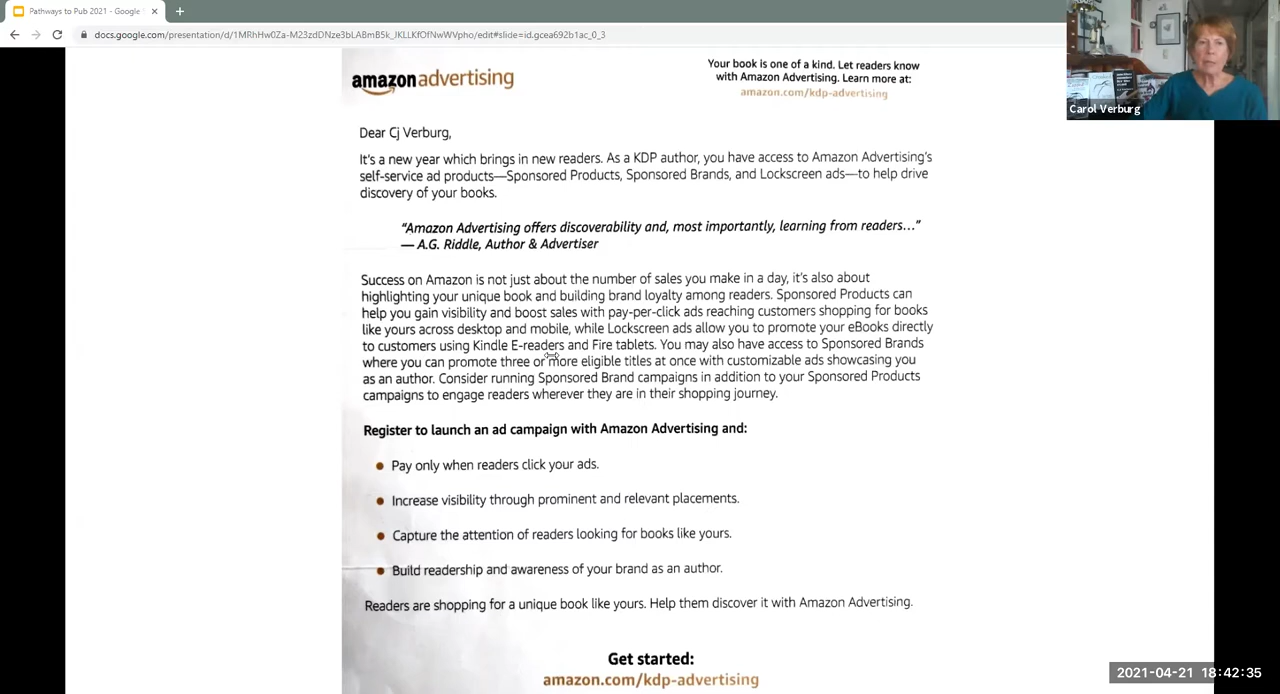 Pathways to Pub 2021 - Google
docs.google.com/presentation/d/1MRhHw0Za-M23zdDNze3bLABmB5k_JKLLKfOfNwWVpho/edit#slide=id.gcea692b1ac_0_3
Carol Verburg
amazon advertising
Your book is one of a kind. Let readers know
with Amazon Advertising. Learn more at:
amazon.com/kdp-advertising
Dear Cj Verburg,
It's a new year which brings in new readers. As a KDP author, you have access to Amazon Advertising's
self-service ad products—Sponsored Products, Sponsored Brands, and Lockscreen ads—to help drive
discovery of your books.
“Amazon Advertising offers discoverability and, most importantly, learning from readers…”
— A.G. Riddle, Author & Advertiser
Success on Amazon is not just about the number of sales you make in a day, it's also about
highlighting your unique book and building brand loyalty among readers. Sponsored Products can
help you gain visibility and boost sales with pay-per-click ads reaching customers shopping for books
like yours across desktop and mobile, while Lockscreen ads allow you to promote your eBooks directly
to customers using Kindle E-readers and Fire tablets. You may also have access to Sponsored Brands
where you can promote three or more eligible titles at once with customizable ads showcasing you
as an author. Consider running Sponsored Brand campaigns in addition to your Sponsored Products
campaigns to engage readers wherever they are in their shopping journey.
Register to launch an ad campaign with Amazon Advertising and:
• Pay only when readers click your ads.
• Increase visibility through prominent and relevant placements.
• Capture the attention of readers looking for books like yours.
• Build readership and awareness of your brand as an author.
Readers are shopping for a unique book like yours. Help them discover it with Amazon Advertising.
Get started:
amazon.com/kdp-advertising
2021-04-21 18:42:35